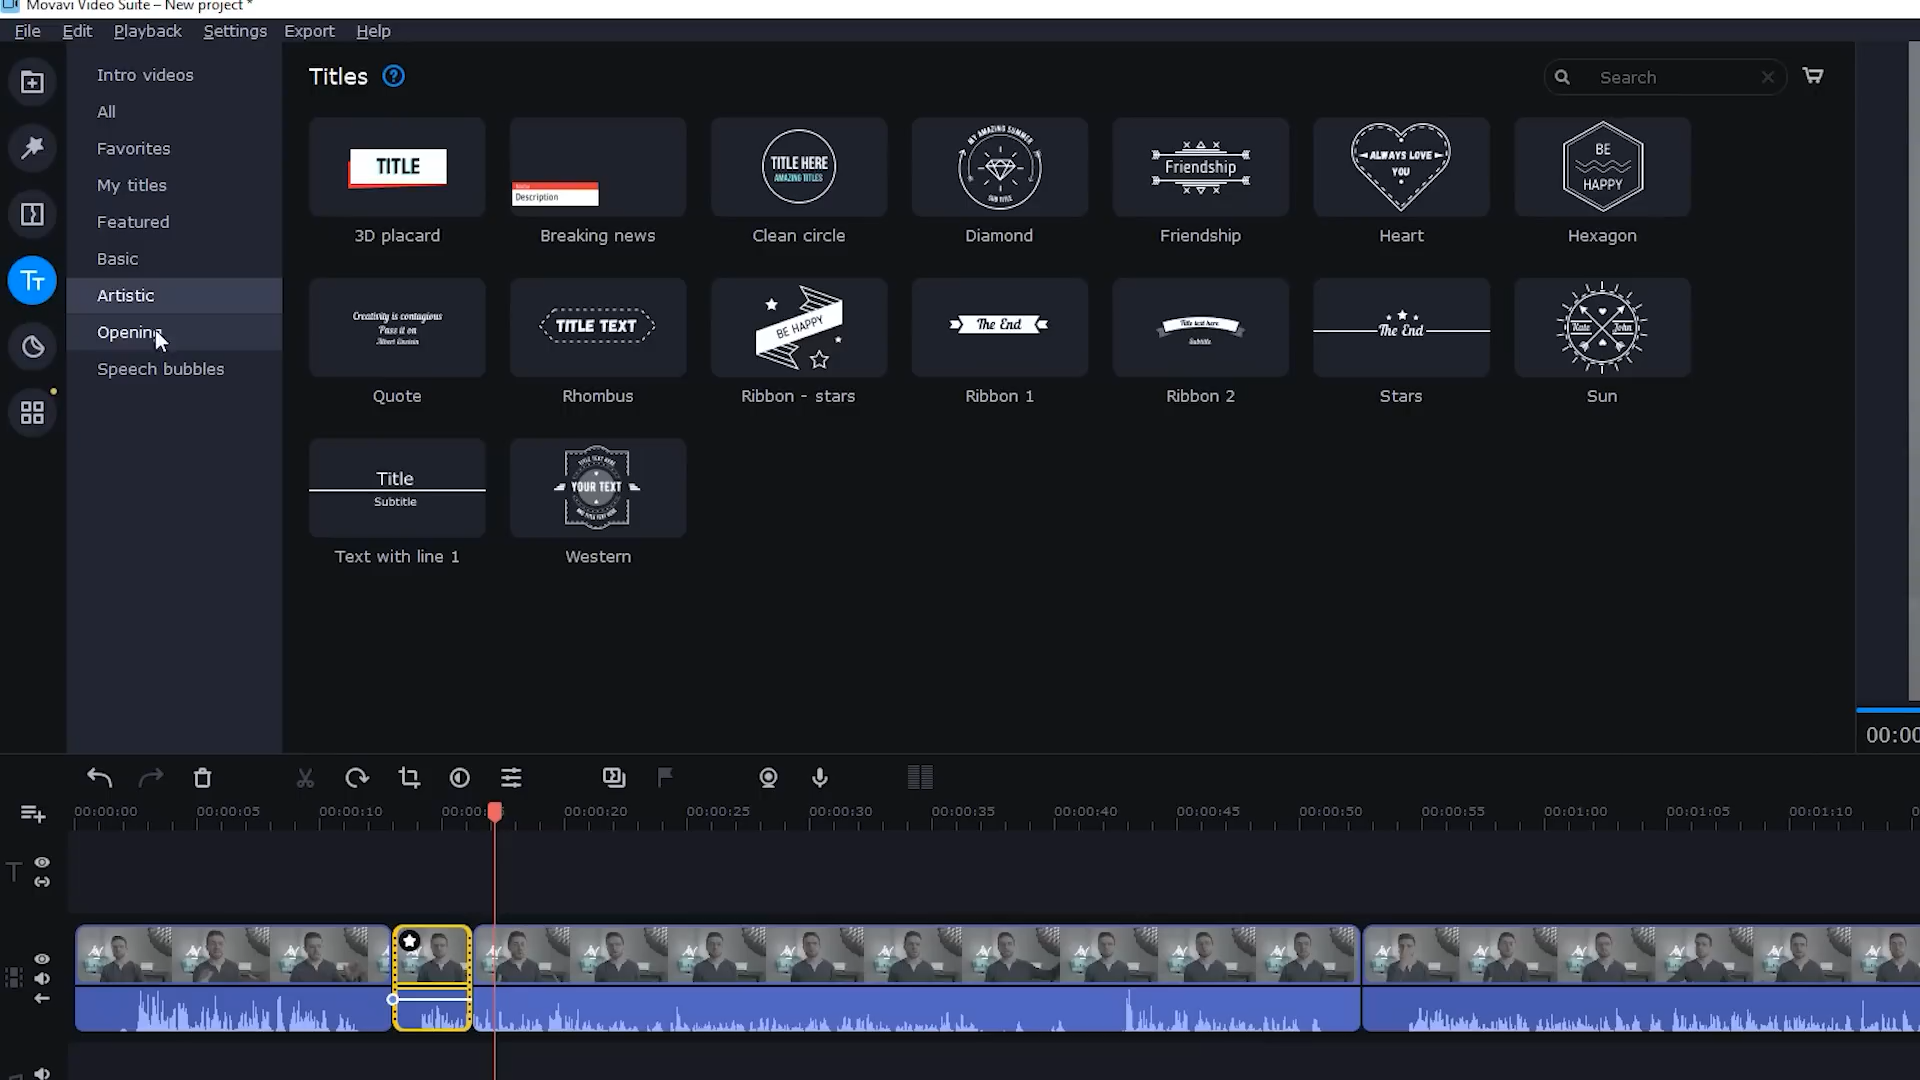 Movavi Video Suite – New project *
File Edit Playback Settings Export Help
Intro videos
All
Favorites
My titles
Featured
Basic
Artistic
Opening
Speech bubbles
Titles ?
Search
TITLE
Description
TITLE HERE
AMAZING TITLES
MY AMAZING SUMMER
SUN TITLE
Friendship
ALWAYS LOVE
YOU
BE
HAPPY
3D placard Breaking news Clean circle Diamond Friendship Heart Hexagon
Creativity is contagious
Pass it on
Albert Einstein
TITLE TEXT
BE HAPPY
The End
Title text here
Subtitle
The End
Kate John
Quote Rhombus Ribbon - stars Ribbon 1 Ribbon 2 Stars Sun
Title
Subtitle
TITLE TEXT HERE
YOUR TEXT
Text with line 1 Western
00:00
00:00:00 00:00:05 00:00:10 00:00: 00:00:20 00:00:25 00:00:30 00:00:35 00:00:40 00:00:45 00:00:50 00:00:55 00:01:00 00:01:05 00:01:10